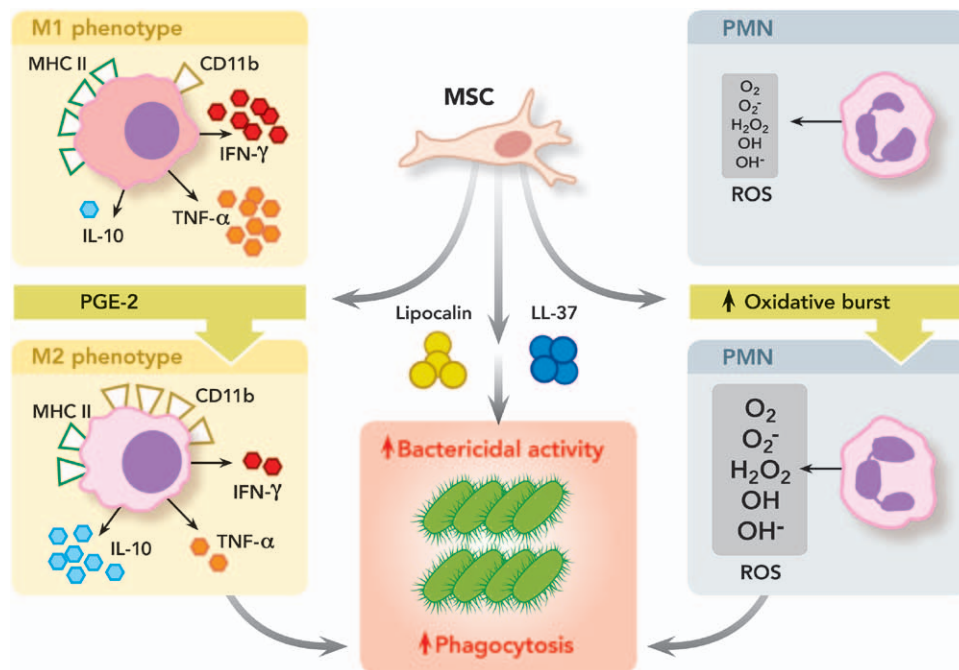 M1 phenotype
MHC II
CD11b
IFN-γ
TNF-α
IL-10
MSC
PMN
O₂
O₂⁻
H₂O₂
OH
OH⁻
ROS
PGE-2
Lipocalin
LL-37
Oxidative burst
M2 phenotype
MHC II
CD11b
IFN-γ
TNF-α
IL-10
Bactericidal activity
Phagocytosis
PMN
O₂
O₂⁻
H₂O₂
OH
OH⁻
ROS